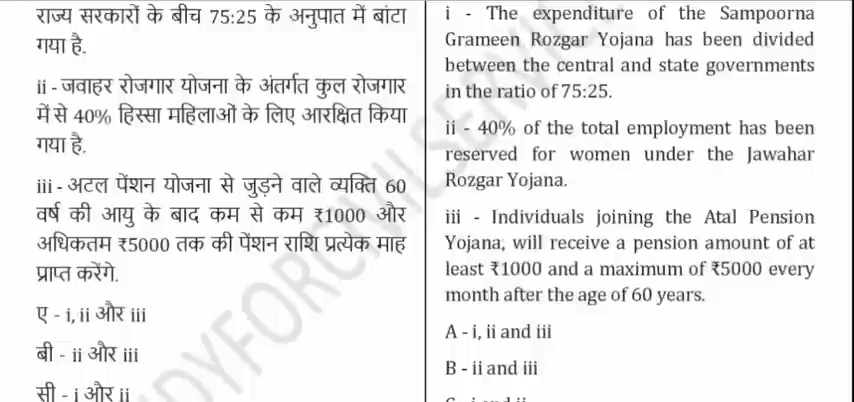 राज्य सरकारों के बीच 75:25 के अनुपात में बांटा
गया है.
ii - जवाहर रोजगार योजना के अंतर्गत कुल रोजगार
में से 40% हिस्सा महिलाओं के लिए आरक्षित किया
गया है.
iii - अटल पेंशन योजना से जुड़ने वाले व्यक्ति 60
वर्ष की आयु के बाद कम से कम ₹1000 और
अधिकतम ₹5000 तक की पेंशन राशि प्रत्येक माह
प्राप्त करेंगे.
ए - i, ii और iii
बी - ii और iii
सी - i और ii
i - The expenditure of the Sampoorna
Grameen Rozgar Yojana has been divided
between the central and state governments
in the ratio of 75:25.
ii - 40% of the total employment has been
reserved for women under the Jawahar
Rozgar Yojana.
iii - Individuals joining the Atal Pension
Yojana, will receive a pension amount of at
least ₹1000 and a maximum of ₹5000 every
month after the age of 60 years.
A - i, ii and iii
B - ii and iii